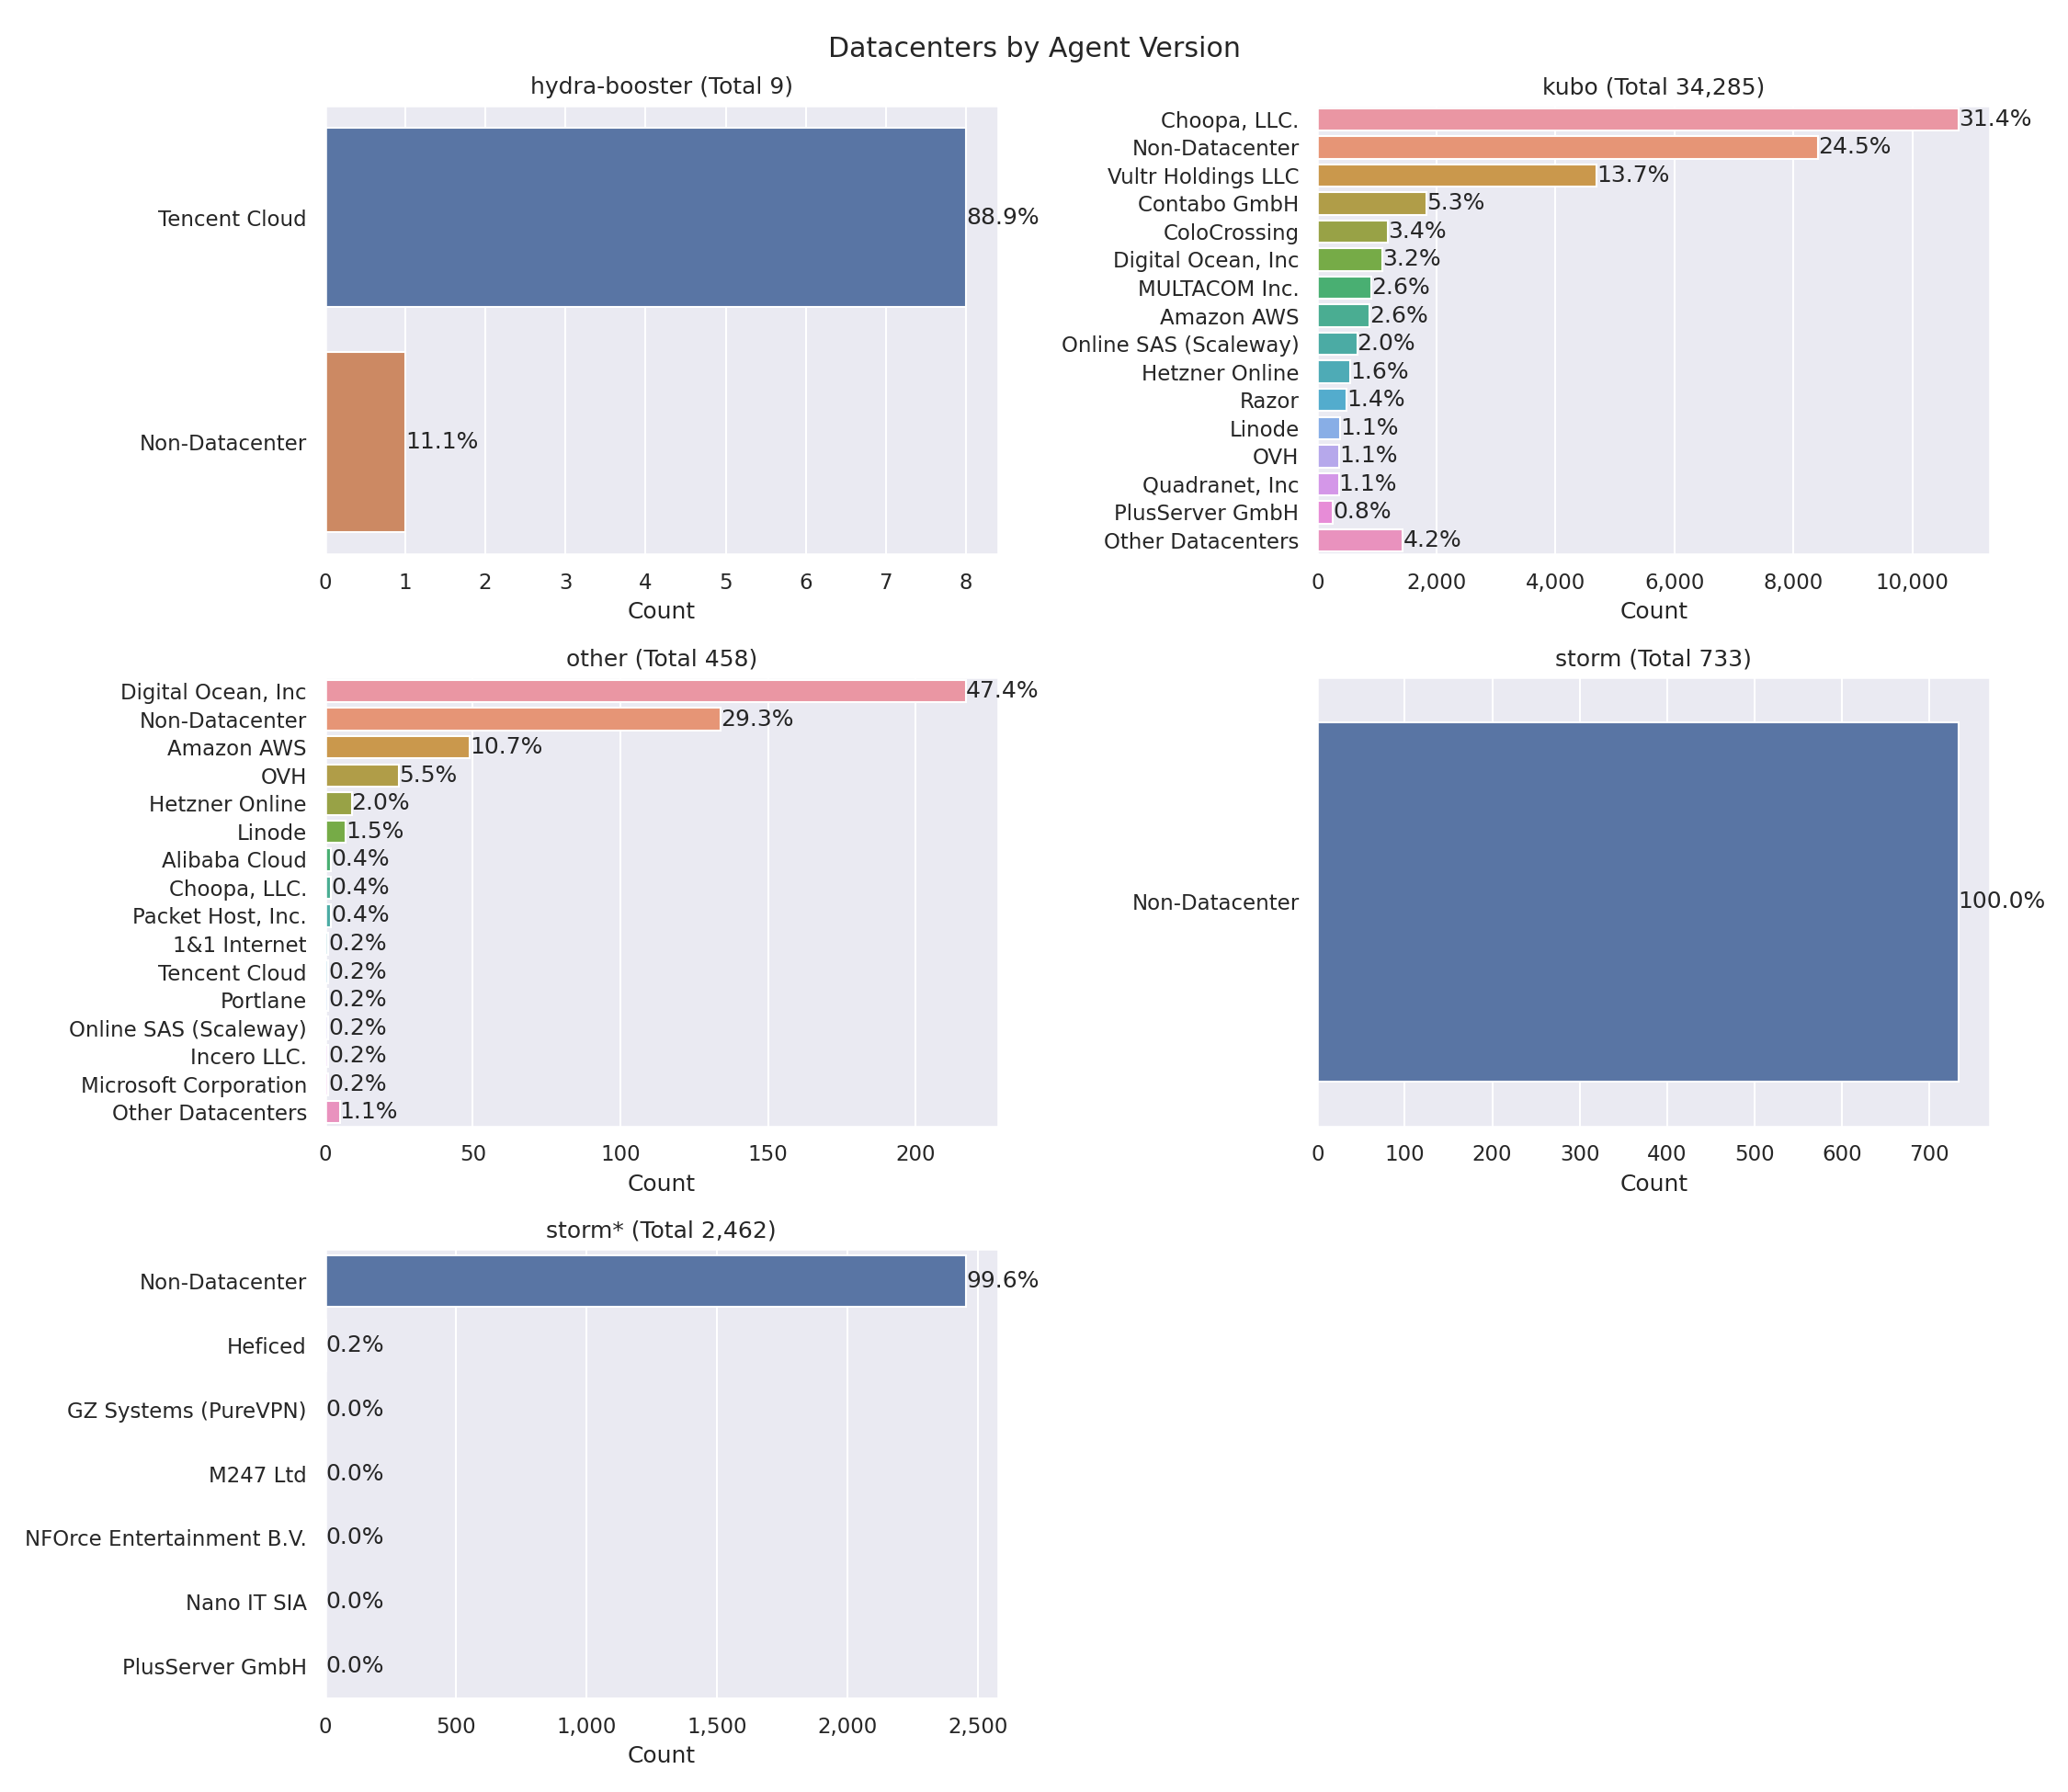 Datacenters by Agent Version
hydra-booster (Total 9)
Tencent Cloud
88.9%
Non-Datacenter
11.1%
0 1 2 3 4 5 6 7 8
Count
kubo (Total 34,285)
Choopa, LLC. 31.4%
Non-Datacenter 24.5%
Vultr Holdings LLC 13.7%
Contabo GmbH 5.3%
ColoCrossing 3.4%
Digital Ocean, Inc 3.2%
MULTACOM Inc. 2.6%
Amazon AWS 2.6%
Online SAS (Scaleway) 2.0%
Hetzner Online 1.6%
Razor 1.4%
Linode 1.1%
OVH 1.1%
Quadranet, Inc 1.1%
PlusServer GmbH 0.8%
Other Datacenters 4.2%
0 2,000 4,000 6,000 8,000 10,000
Count
other (Total 458)
Digital Ocean, Inc 47.4%
Non-Datacenter 29.3%
Amazon AWS 10.7%
OVH 5.5%
Hetzner Online 2.0%
Linode 1.5%
Alibaba Cloud 0.4%
Choopa, LLC. 0.4%
Packet Host, Inc. 0.4%
1&1 Internet 0.2%
Tencent Cloud 0.2%
Portlane 0.2%
Online SAS (Scaleway) 0.2%
Incero LLC. 0.2%
Microsoft Corporation 0.2%
Other Datacenters 1.1%
0 50 100 150 200
Count
storm (Total 733)
Non-Datacenter 100.0%
0 100 200 300 400 500 600 700
Count
storm* (Total 2,462)
Non-Datacenter 99.6%
Heficed 0.2%
GZ Systems (PureVPN) 0.0%
M247 Ltd 0.0%
NFOrce Entertainment B.V. 0.0%
Nano IT SIA 0.0%
PlusServer GmbH 0.0%
0 500 1,000 1,500 2,000 2,500
Count